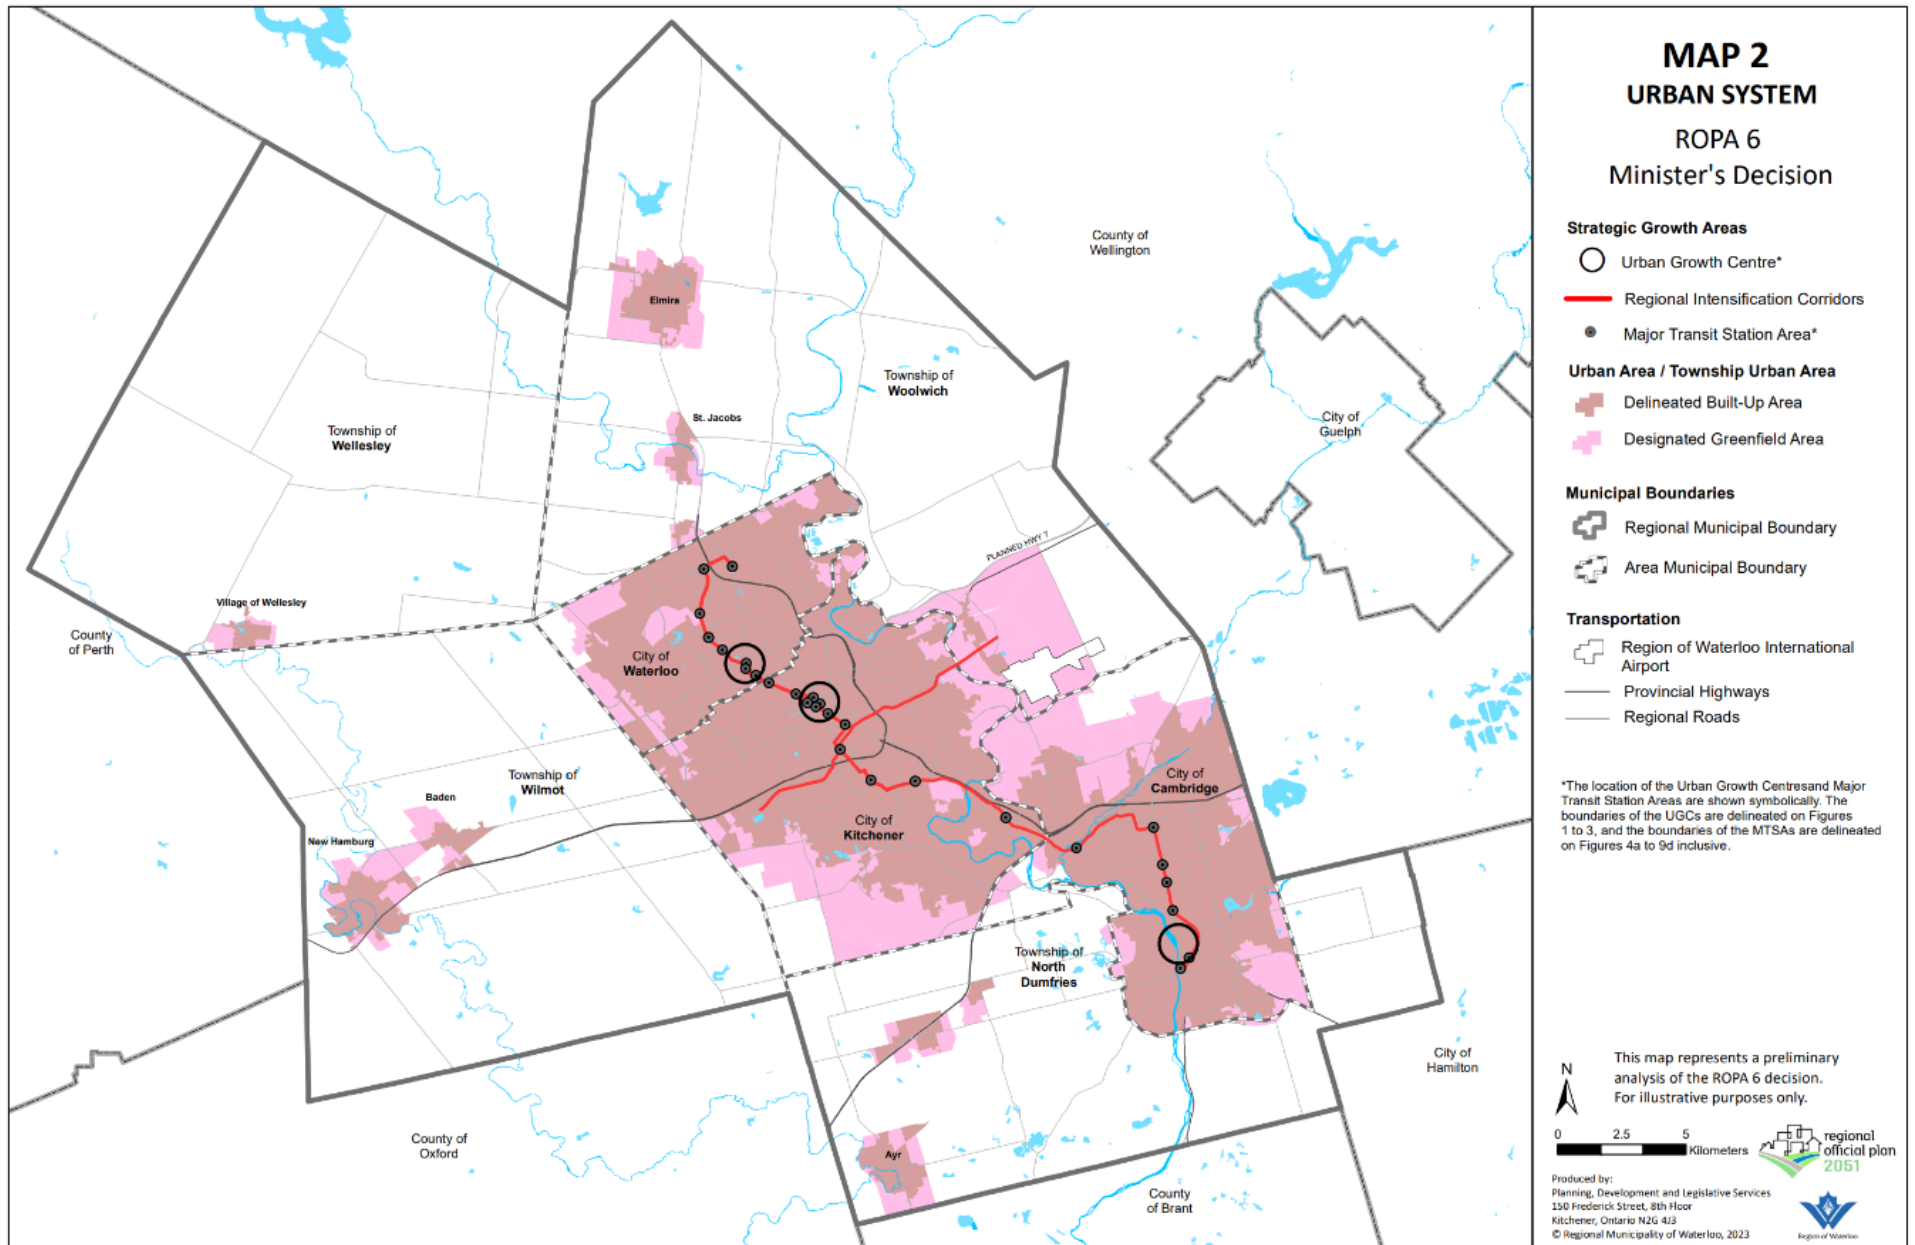 MAP 2
URBAN SYSTEM
ROPA 6
Minister's Decision
Strategic Growth Areas
Urban Growth Centre*
Regional Intensification Corridors
Major Transit Station Area*
Urban Area / Township Urban Area
Delineated Built-Up Area
Designated Greenfield Area
Municipal Boundaries
Regional Municipal Boundary
Area Municipal Boundary
Transportation
Region of Waterloo International
Airport
Provincial Highways
Regional Roads
*The location of the Urban Growth Centresand Major
Transit Station Areas are shown symbolically. The
boundaries of the UGCs are delineated on Figures
1 to 3, and the boundaries of the MTSAs are delineated
on Figures 4a to 9d inclusive.
N
This map represents a preliminary
analysis of the ROPA 6 decision.
For illustrative purposes only.
0 2.5 5
Kilometers
regional
official plan
2051
Produced by:
Planning, Development and Legislative Services
150 Frederick Street, 8th Floor
Kitchener, Ontario N2G 4J3
© Regional Municipality of Waterloo, 2023
Region of Waterloo
County of
Wellington
Elmira
Township of
Woolwich
St. Jacobs
City of
Guelph
Township of
Wellesley
PLANNED HWY 7
Village of Wellesley
County
of Perth
City of
Waterloo
Township of
Wilmot
City of
Cambridge
Baden
City of
Kitchener
New Hamburg
Township of
North
Dumfries
City of
Hamilton
County of
Oxford
Ayr
County
of Brant